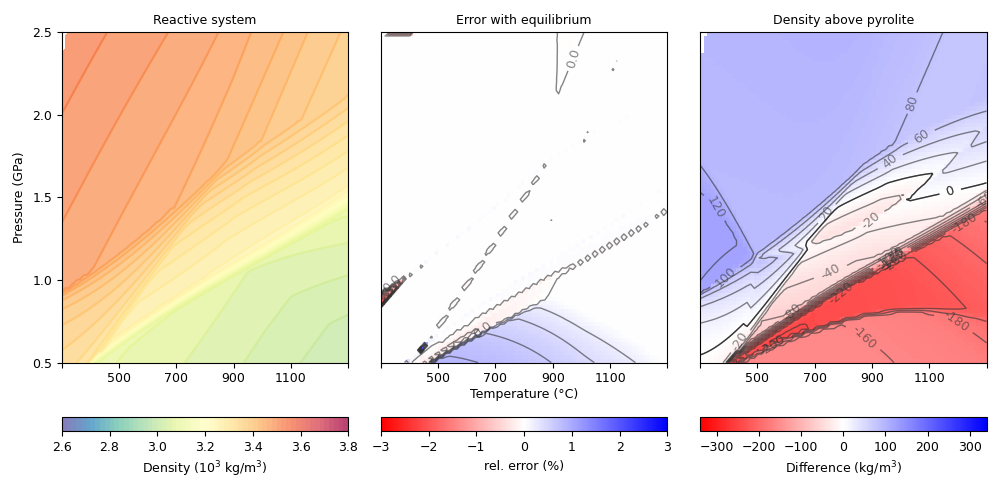 Reactive system
Error with equilibrium
Density above pyrolite
2.5
2.0
1.5
1.0
0.5
Pressure (GPa)
500 700 900 1100
500 700 900 1100
500 700 900 1100
Temperature (°C)
0.0
80
60
40
120
0
-20
-100
-40
-220
-180
-180
-160
20
2.6 2.8 3.0 3.2 3.4 3.6 3.8
Density (10³ kg/m³)
−3 −2 −1 0 1 2 3
rel. error (%)
−300 −200 −100 0 100 200 300
Difference (kg/m³)